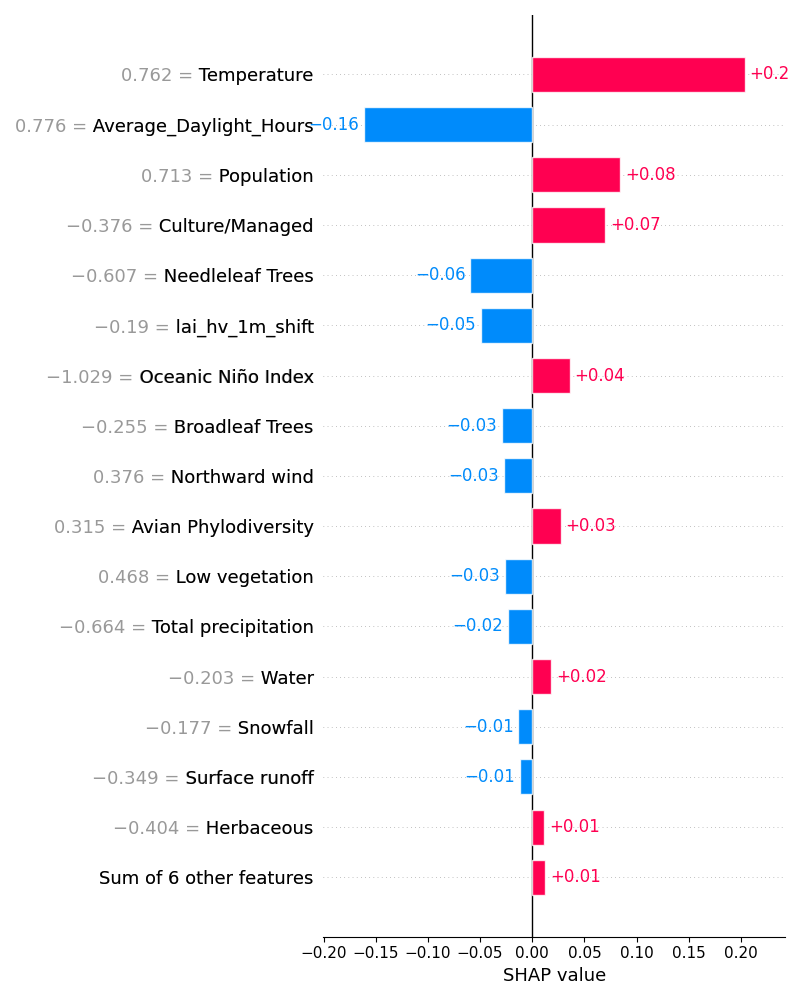 0.762 = Temperature +0.2
0.776 = Average_Daylight_Hours −0.16
0.713 = Population +0.08
−0.376 = Culture/Managed +0.07
−0.607 = Needleleaf Trees −0.06
−0.19 = lai_hv_1m_shift −0.05
−1.029 = Oceanic Niño Index +0.04
−0.255 = Broadleaf Trees −0.03
0.376 = Northward wind −0.03
0.315 = Avian Phylodiversity +0.03
0.468 = Low vegetation −0.03
−0.664 = Total precipitation −0.02
−0.203 = Water +0.02
−0.177 = Snowfall −0.01
−0.349 = Surface runoff −0.01
−0.404 = Herbaceous +0.01
Sum of 6 other features +0.01
−0.20 −0.15 −0.10 −0.05 0.00 0.05 0.10 0.15 0.20
SHAP value